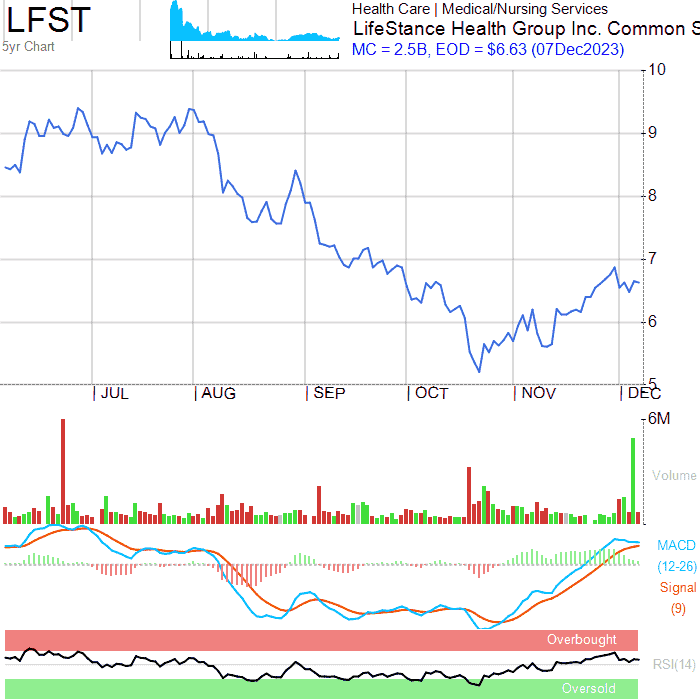 LFST
5yr Chart
Health Care | Medical/Nursing Services
LifeStance Health Group Inc. Common S
MC = 2.5B, EOD = $6.63 (07Dec2023)
10
9
8
7
6
5
JUL
AUG
SEP
OCT
NOV
DEC
6M
Volume
MACD
(12-26)
Signal
(9)
Overbought
RSI(14)
Oversold